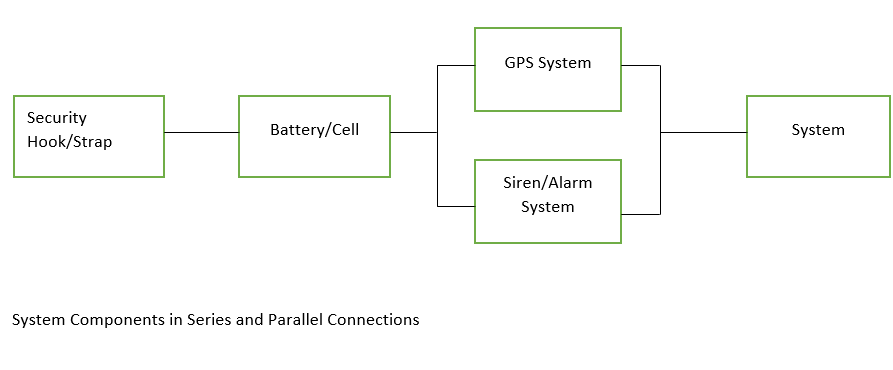 Security
Hook/Strap
Battery/Cell
GPS System
Siren/Alarm
System
System
System Components in Series and Parallel Connections